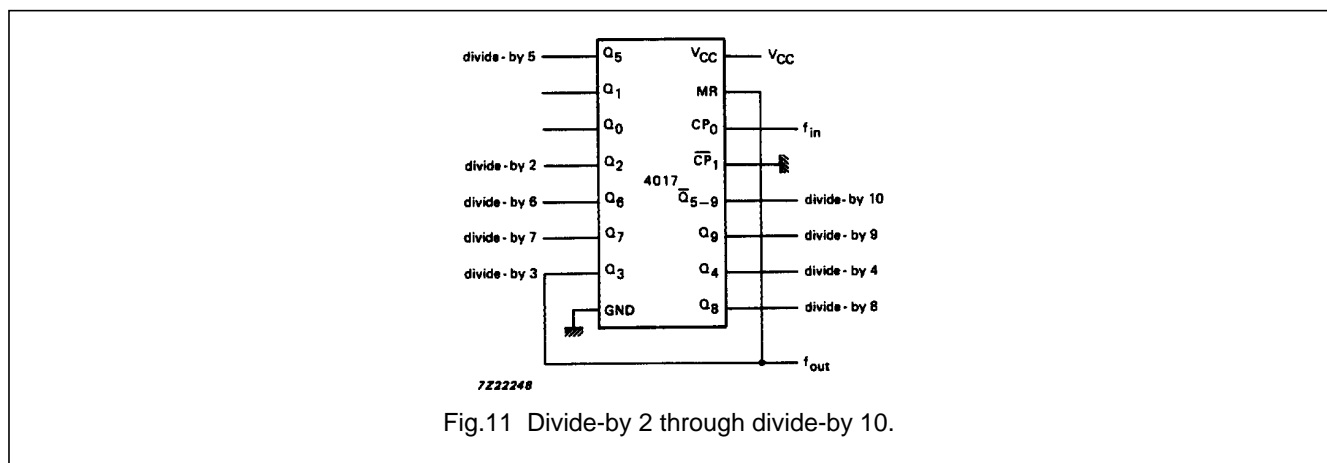 divide-by 5 Q5 VCC VCC
Q1 MR
Q0 CP0 fin
divide-by 2 Q2 C̅P̅1
4017
divide-by 6 Q6 Q̅5–9 divide-by 10
divide-by 7 Q7 Q9 divide-by 9
divide-by 3 Q3 Q4 divide-by 4
GND Q8 divide-by 8
fout
7Z22248
Fig.11 Divide-by 2 through divide-by 10.